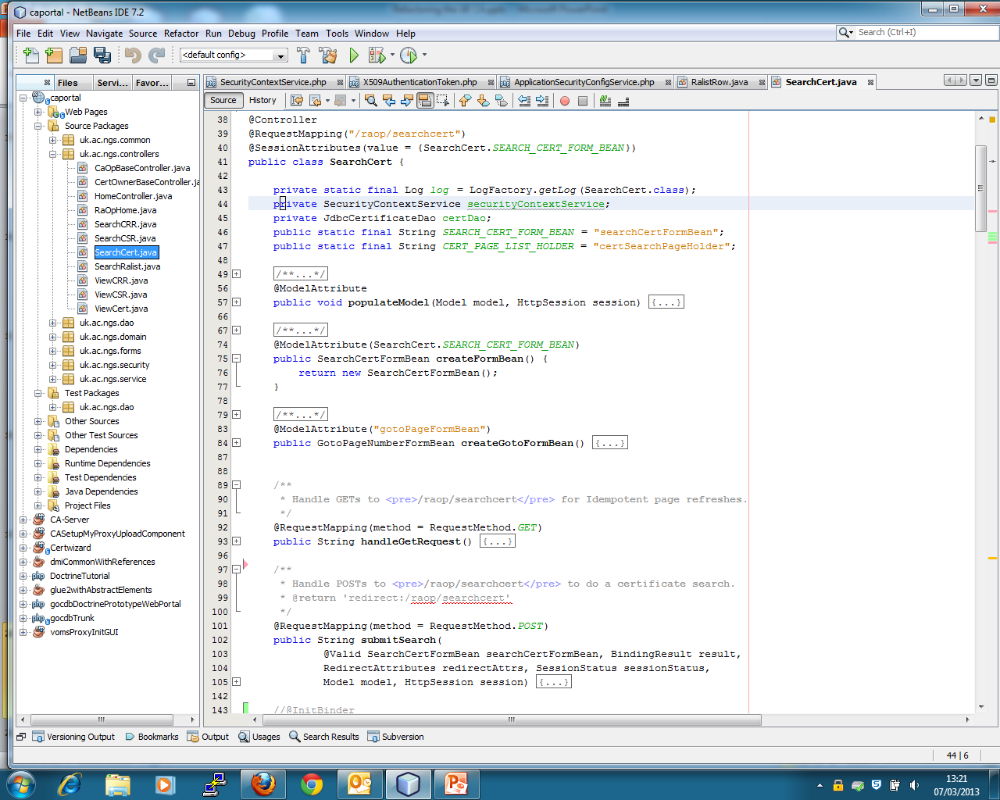 caportal - NetBeans IDE 7.2
File Edit View Navigate Source Refactor Run Debug Profile Team Tools Window Help
Search (Ctrl+I)
<default config>
Files Servi... Favor...
SecurityContextService.php X509AuthenticationToken.php ApplicationSecurityConfigService.php RalistRow.java SearchCert.java
Source History
caportal
Web Pages
Source Packages
uk.ac.ngs.common
uk.ac.ngs.controllers
CaOpBaseController.java
CertOwnerBaseController.ja
HomeController.java
RaOpHome.java
SearchCRR.java
SearchCSR.java
SearchCert.java
SearchRalist.java
ViewCRR.java
ViewCSR.java
ViewCert.java
uk.ac.ngs.dao
uk.ac.ngs.domain
uk.ac.ngs.forms
uk.ac.ngs.security
uk.ac.ngs.service
Test Packages
uk.ac.ngs.dao
Other Sources
Other Test Sources
Dependencies
Runtime Dependencies
Test Dependencies
Java Dependencies
Project Files
CA-Server
CASetupMyProxyUploadComponent
Certwizard
dmiCommonWithReferences
php DoctrineTutorial
glue2withAbstractElements
php gocdbDoctrinePrototypeWebPortal
php gocdbTrunk
vomsProxyInitGUI
38 @Controller
39 @RequestMapping("/raop/searchcert")
40 @SessionAttributes(value = {SearchCert.SEARCH_CERT_FORM_BEAN})
41 public class SearchCert {
42
43 private static final Log log = LogFactory.getLog(SearchCert.class);
44 private SecurityContextService securityContextService;
45 private JdbcCertificateDao certDao;
46 public static final String SEARCH_CERT_FORM_BEAN = "searchCertFormBean";
47 public static final String CERT_PAGE_LIST_HOLDER = "certSearchPageHolder";
48
49 /**...*/
56 @ModelAttribute
57 public void populateModel(Model model, HttpSession session) {...}
66
67 /**...*/
74 @ModelAttribute(SearchCert.SEARCH_CERT_FORM_BEAN)
75 public SearchCertFormBean createFormBean() {
76 return new SearchCertFormBean();
77 }
78
79 /**...*/
83 @ModelAttribute("gotoPageFormBean")
84 public GotoPageNumberFormBean createGotoFormBean() {...}
87
88
89 /**
90 * Handle GETs to <pre>/raop/searchcert</pre> for Idempotent page refreshes.
91 */
92 @RequestMapping(method = RequestMethod.GET)
93 public String handleGetRequest() {...}
96
97 /**
98 * Handle POSTs to <pre>/raop/searchcert</pre> to do a certificate search.
99 * @return 'redirect:/raop/searchcert'
100 */
101 @RequestMapping(method = RequestMethod.POST)
102 public String submitSearch(
103 @Valid SearchCertFormBean searchCertFormBean, BindingResult result,
104 RedirectAttributes redirectAttrs, SessionStatus sessionStatus,
105 Model model, HttpSession session) {...}
142
143 //@InitBinder
Versioning Output Bookmarks Output Usages Search Results Subversion
44 | 6
13:21
07/03/2013